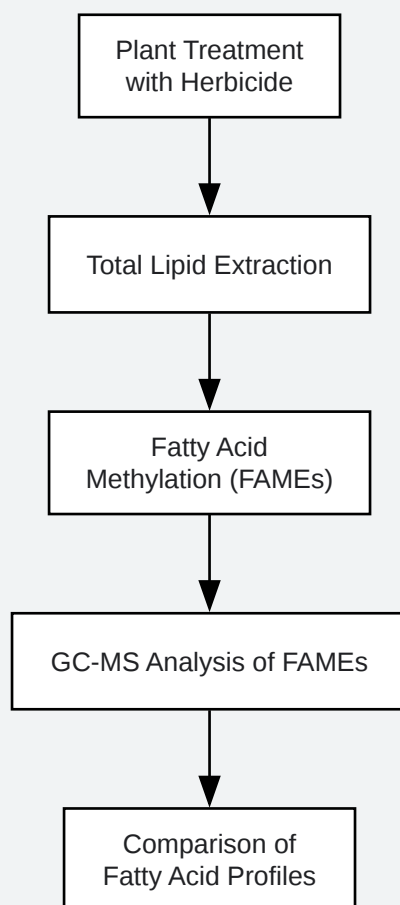 Plant Treatment
with Herbicide
Total Lipid Extraction
Fatty Acid
Methylation (FAMEs)
GC-MS Analysis of FAMEs
Comparison of
Fatty Acid Profiles